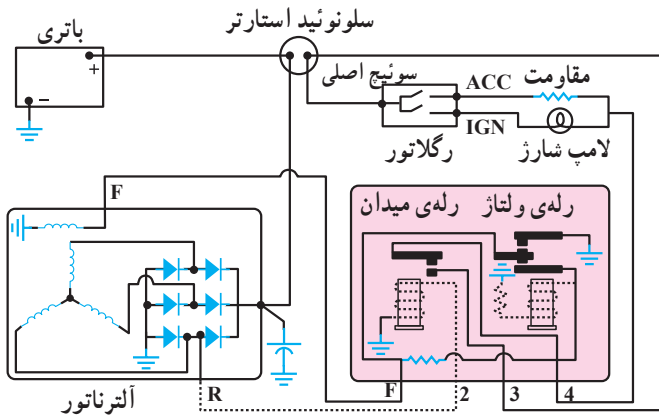 سلونوئید استارتر
باتری
+
−
سوئیچ اصلی
ACC
مقاومت
IGN
رگلاتور
لامپ شارژ
F
رله‌ی میدان
رله‌ی ولتاژ
آلترناتور
R
F
2
3
4